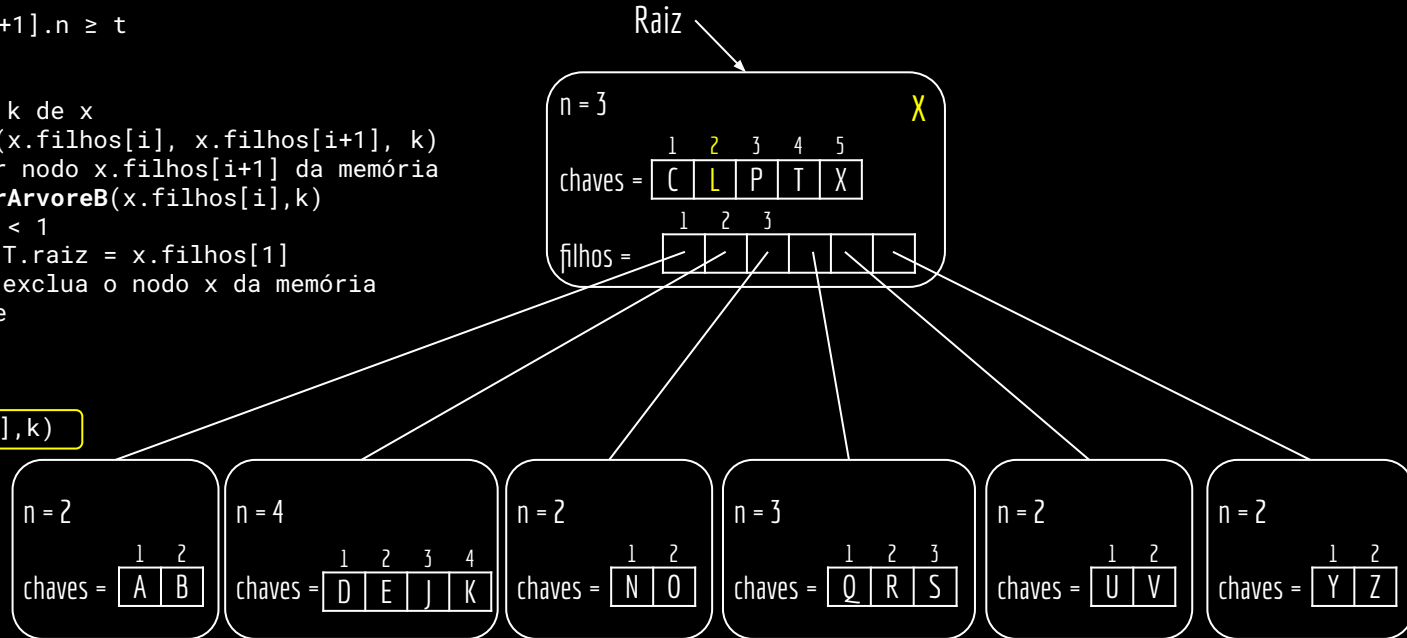 +1].n ≥ t
k de x
(x.filhos[i], x.filhos[i+1], k)
r nodo x.filhos[i+1] da memória
rArvoreB(x.filhos[i],k)
< 1
T.raiz = x.filhos[1]
exclua o nodo x da memória
e
],k)
Raiz
n = 3 X
1 2 3 4 5
chaves = C L P T X
1 2 3
filhos =
n = 2
1 2
chaves = A B
n = 4
1 2 3 4
chaves = D E J K
n = 2
1 2
chaves = N O
n = 3
1 2 3
chaves = Q R S
n = 2
1 2
chaves = U V
n = 2
1 2
chaves = Y Z